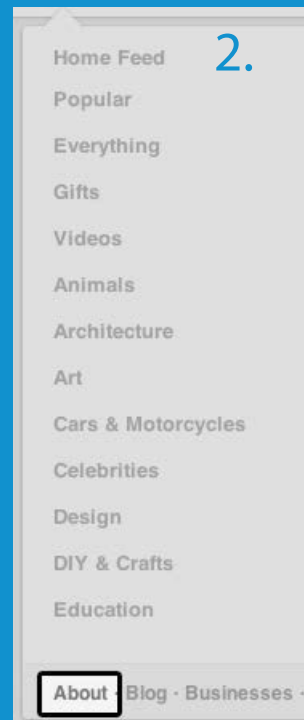 Home Feed 2.
Popular
Everything
Gifts
Videos
Animals
Architecture
Art
Cars & Motorcycles
Celebrities
Design
DIY & Crafts
Education
About · Blog · Businesses ·